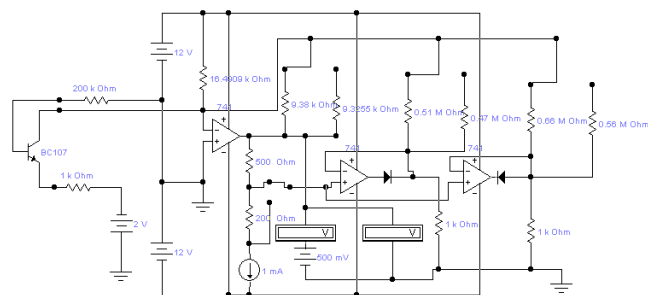 12 V
16.4909 k Ohm
200 k Ohm
741
9.38 k Ohm
9.3255 k Ohm
0.51 M Ohm
0.47 M Ohm
0.66 M Ohm
0.56 M Ohm
BC107
741
741
500 Ohm
1 k Ohm
200 Ohm
2 V
V
V
1 k Ohm
1 k Ohm
12 V
500 mV
1 mA